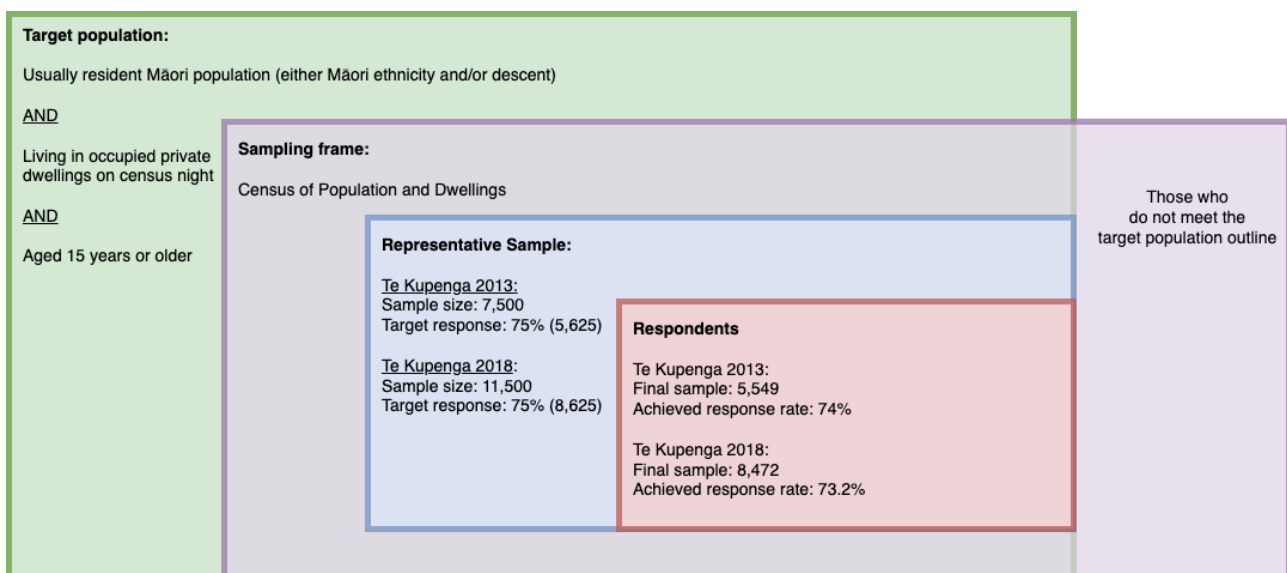 Target population:
Usually resident Māori population (either Māori ethnicity and/or descent)
AND
Living in occupied private
dwellings on census night
AND
Aged 15 years or older
Sampling frame:
Census of Population and Dwellings
Representative Sample:
Te Kupenga 2013:
Sample size: 7,500
Target response: 75% (5,625)
Te Kupenga 2018:
Sample size: 11,500
Target response: 75% (8,625)
Respondents
Te Kupenga 2013:
Final sample: 5,549
Achieved response rate: 74%
Te Kupenga 2018:
Final sample: 8,472
Achieved response rate: 73.2%
Those who
do not meet the
target population outline